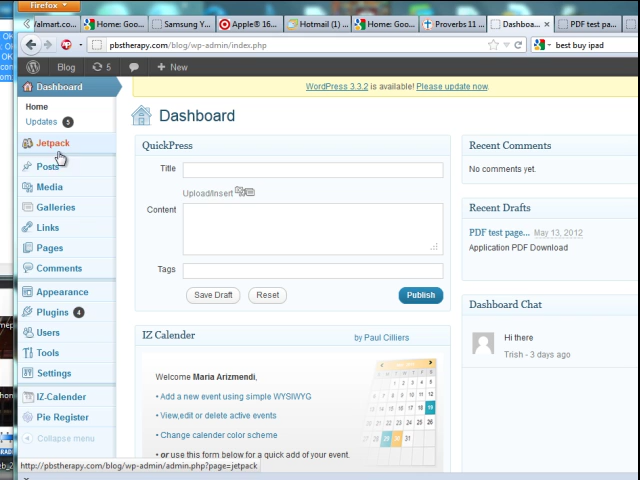 Firefox
Walmart.co...
Home: Goo...
Samsung Y...
Apple® 16...
Hotmail (1) ...
Home: Goo...
Proverbs 11 ...
Dashboa... ×
PDF test pa...
pbstherapy.com/blog/wp-admin/index.php
best buy ipad
Blog
5
+ New
WordPress 3.3.2 is available! Please update now.
Dashboard
Home
Updates 5
Jetpack
Posts
Media
Galleries
Links
Pages
Comments
Appearance
Plugins 4
Users
Tools
Settings
IZ-Calender
Pie Register
Collapse menu
Dashboard
QuickPress
Title
Upload/Insert
Content
Tags
Save Draft
Reset
Publish
IZ Calender
by Paul Cilliers
Welcome Maria Arizmendi,
• Add a new event using simple WYSIWYG
• View,edit or delete active events
• Change calendar color scheme
• or use this form below for a quick add of your event.
Recent Comments
No comments yet.
Recent Drafts
PDF test page... May 13, 2012
Application PDF Download
Dashboard Chat
Hi there
Trish - 3 days ago
http://pbstherapy.com/blog/wp-admin/admin.php?page=jetpack